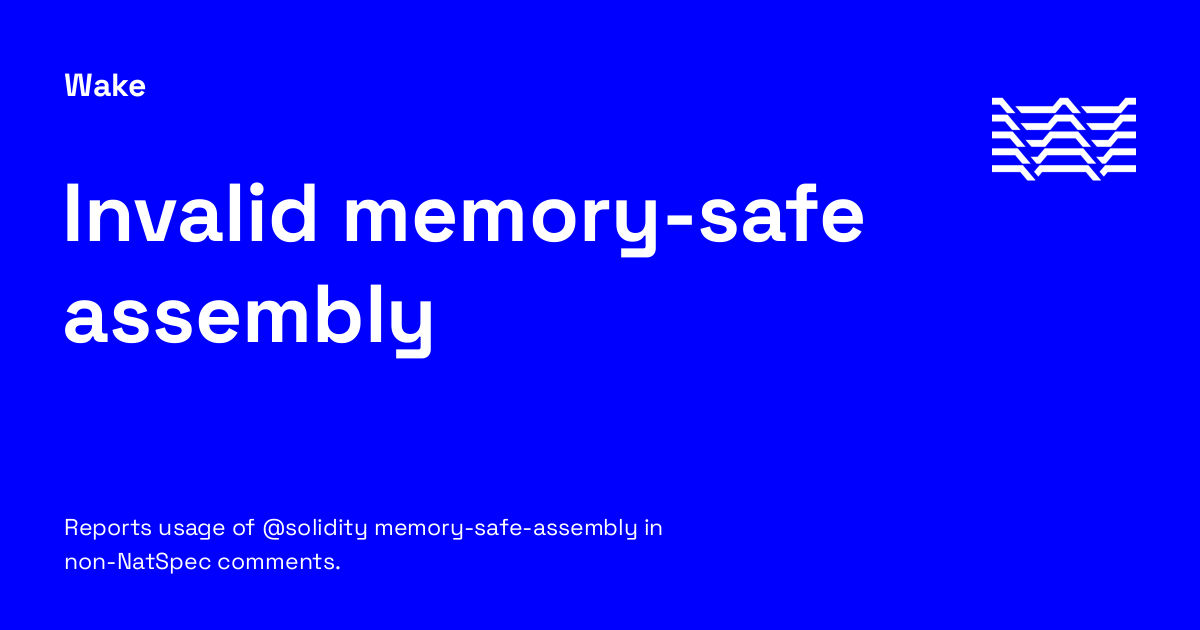 Wake
Invalid memory-safe
assembly
Reports usage of @solidity memory-safe-assembly in
non-NatSpec comments.